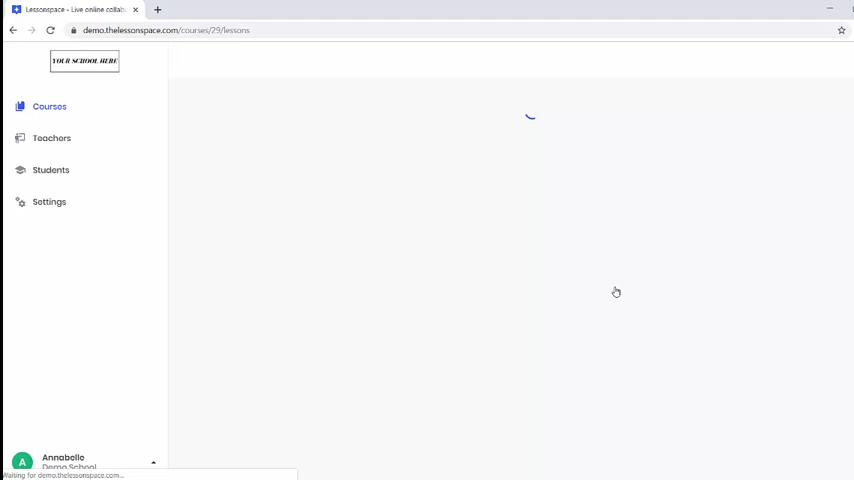 Lessonspace - Live online collab
demo.thelessonspace.com/courses/29/lessons
YOUR SCHOOL HERE
Courses
Teachers
Students
Settings
A
Annabelle
Demo School
Waiting for demo.thelessonspace.com...